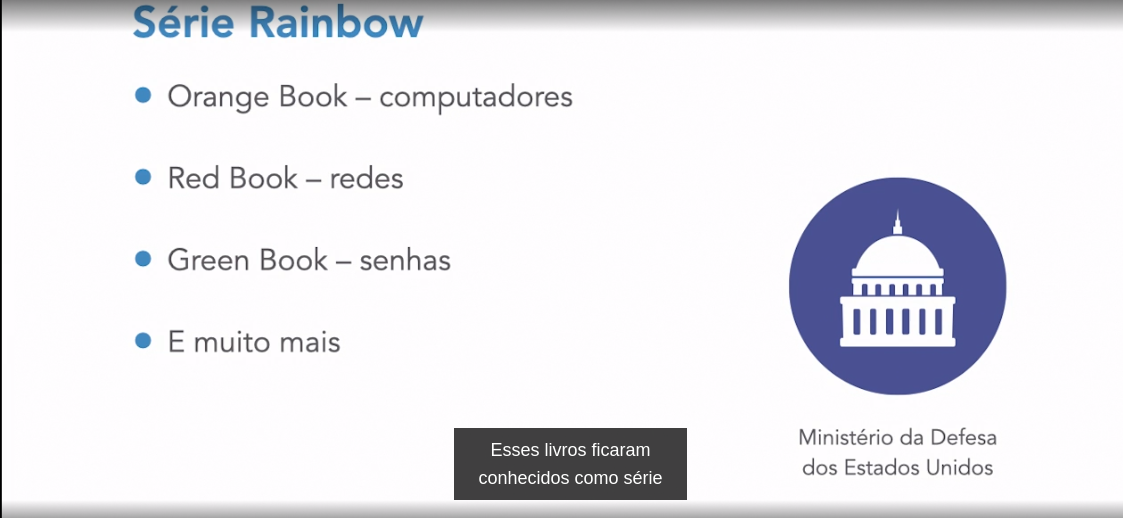 Série Rainbow
Orange Book – computadores
Red Book – redes
Green Book – senhas
E muito mais
Ministério da Defesa
dos Estados Unidos
Esses livros ficaram
conhecidos como série